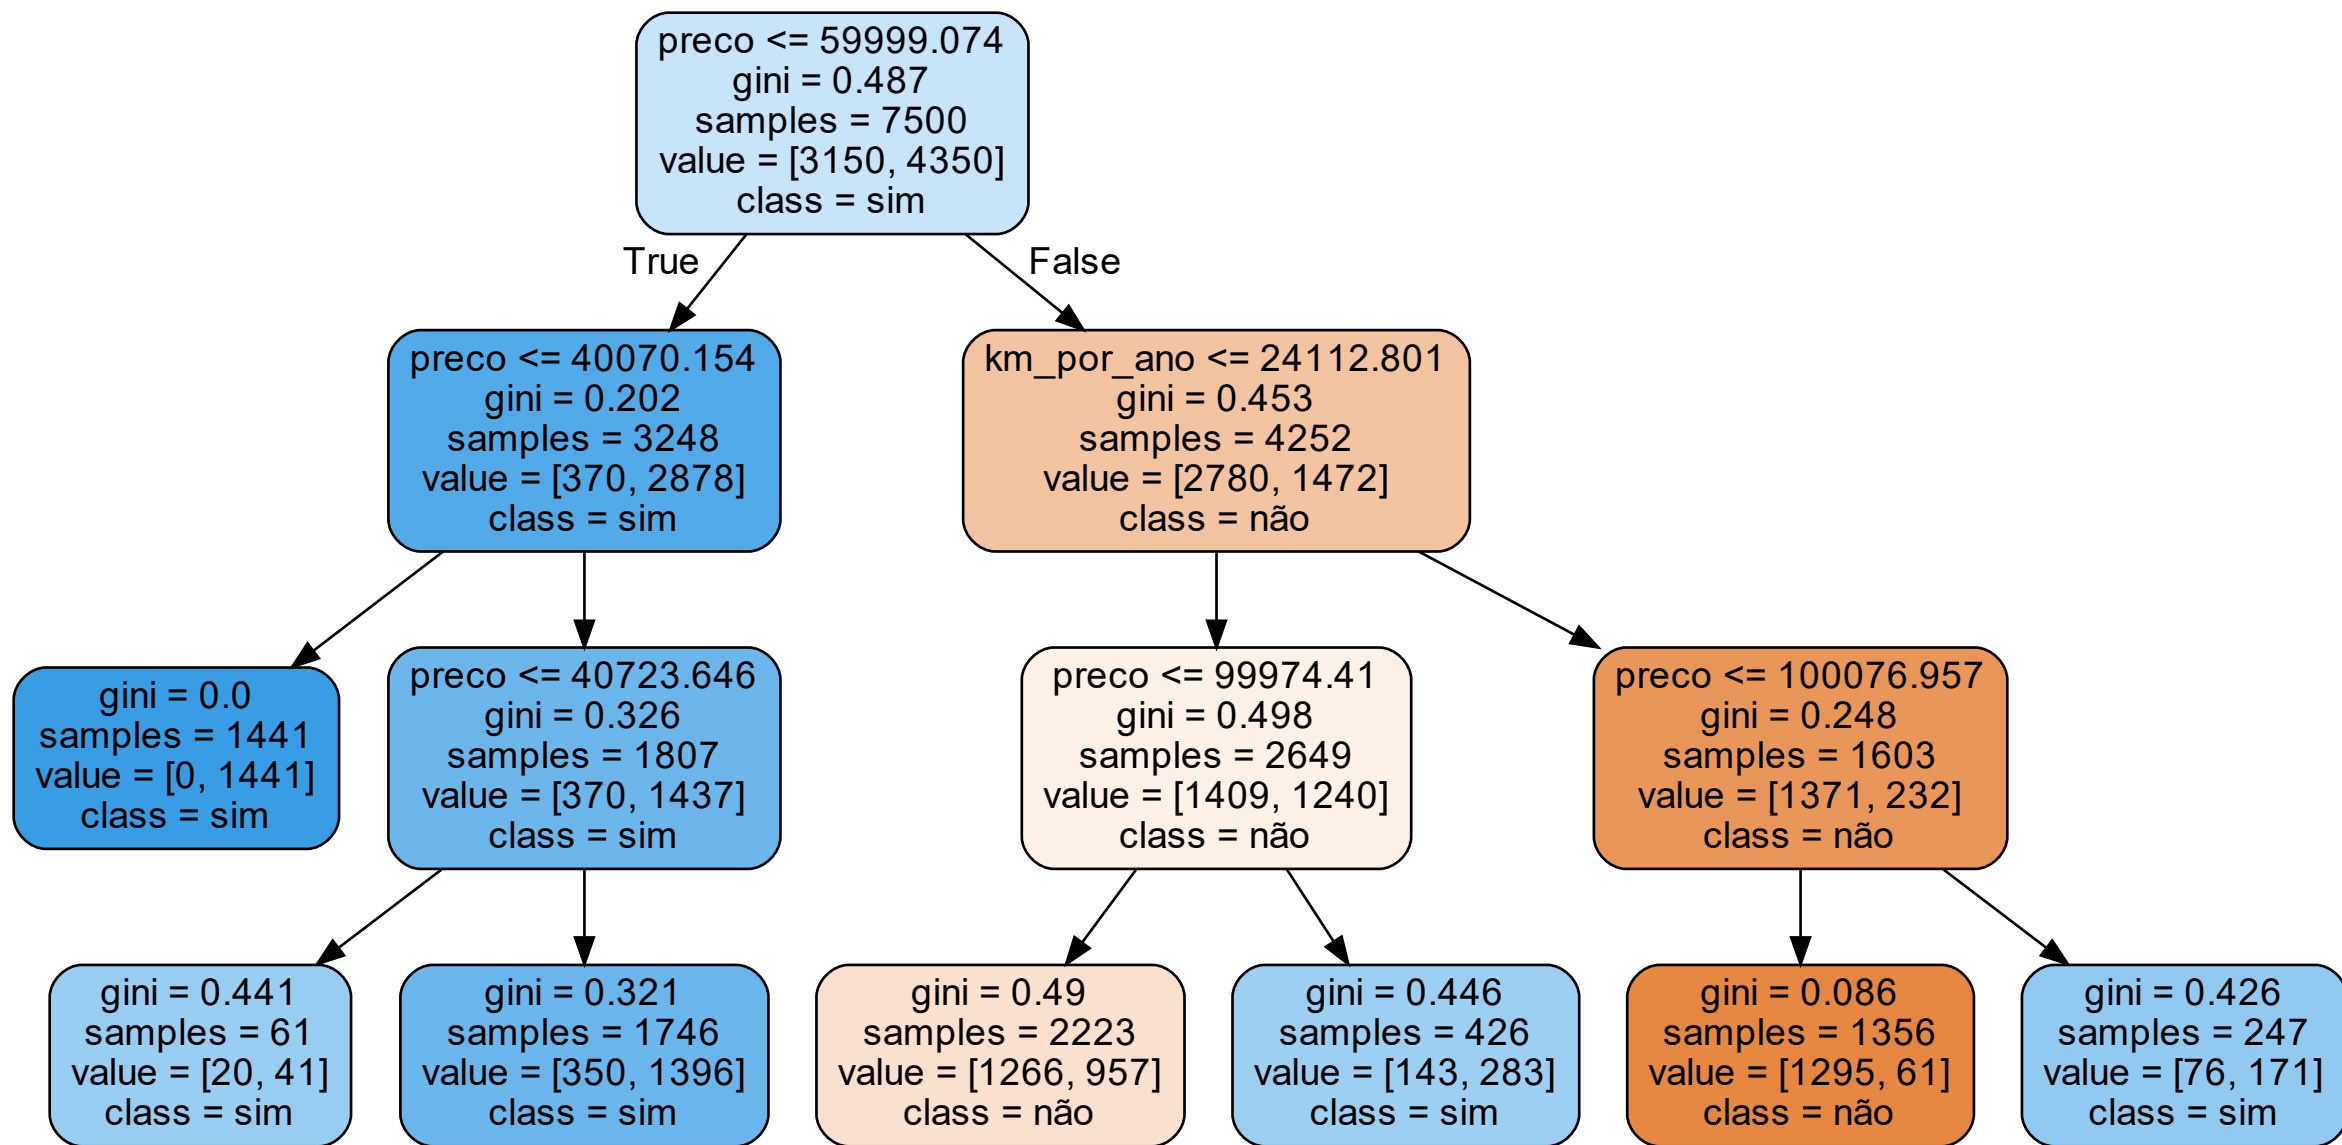 preco <= 59999.074
gini = 0.487
samples = 7500
value = [3150, 4350]
class = sim
True
False
preco <= 40070.154
gini = 0.202
samples = 3248
value = [370, 2878]
class = sim
km_por_ano <= 24112.801
gini = 0.453
samples = 4252
value = [2780, 1472]
class = não
gini = 0.0
samples = 1441
value = [0, 1441]
class = sim
preco <= 40723.646
gini = 0.326
samples = 1807
value = [370, 1437]
class = sim
preco <= 99974.41
gini = 0.498
samples = 2649
value = [1409, 1240]
class = não
preco <= 100076.957
gini = 0.248
samples = 1603
value = [1371, 232]
class = não
gini = 0.441
samples = 61
value = [20, 41]
class = sim
gini = 0.321
samples = 1746
value = [350, 1396]
class = sim
gini = 0.49
samples = 2223
value = [1266, 957]
class = não
gini = 0.446
samples = 426
value = [143, 283]
class = sim
gini = 0.086
samples = 1356
value = [1295, 61]
class = não
gini = 0.426
samples = 247
value = [76, 171]
class = sim